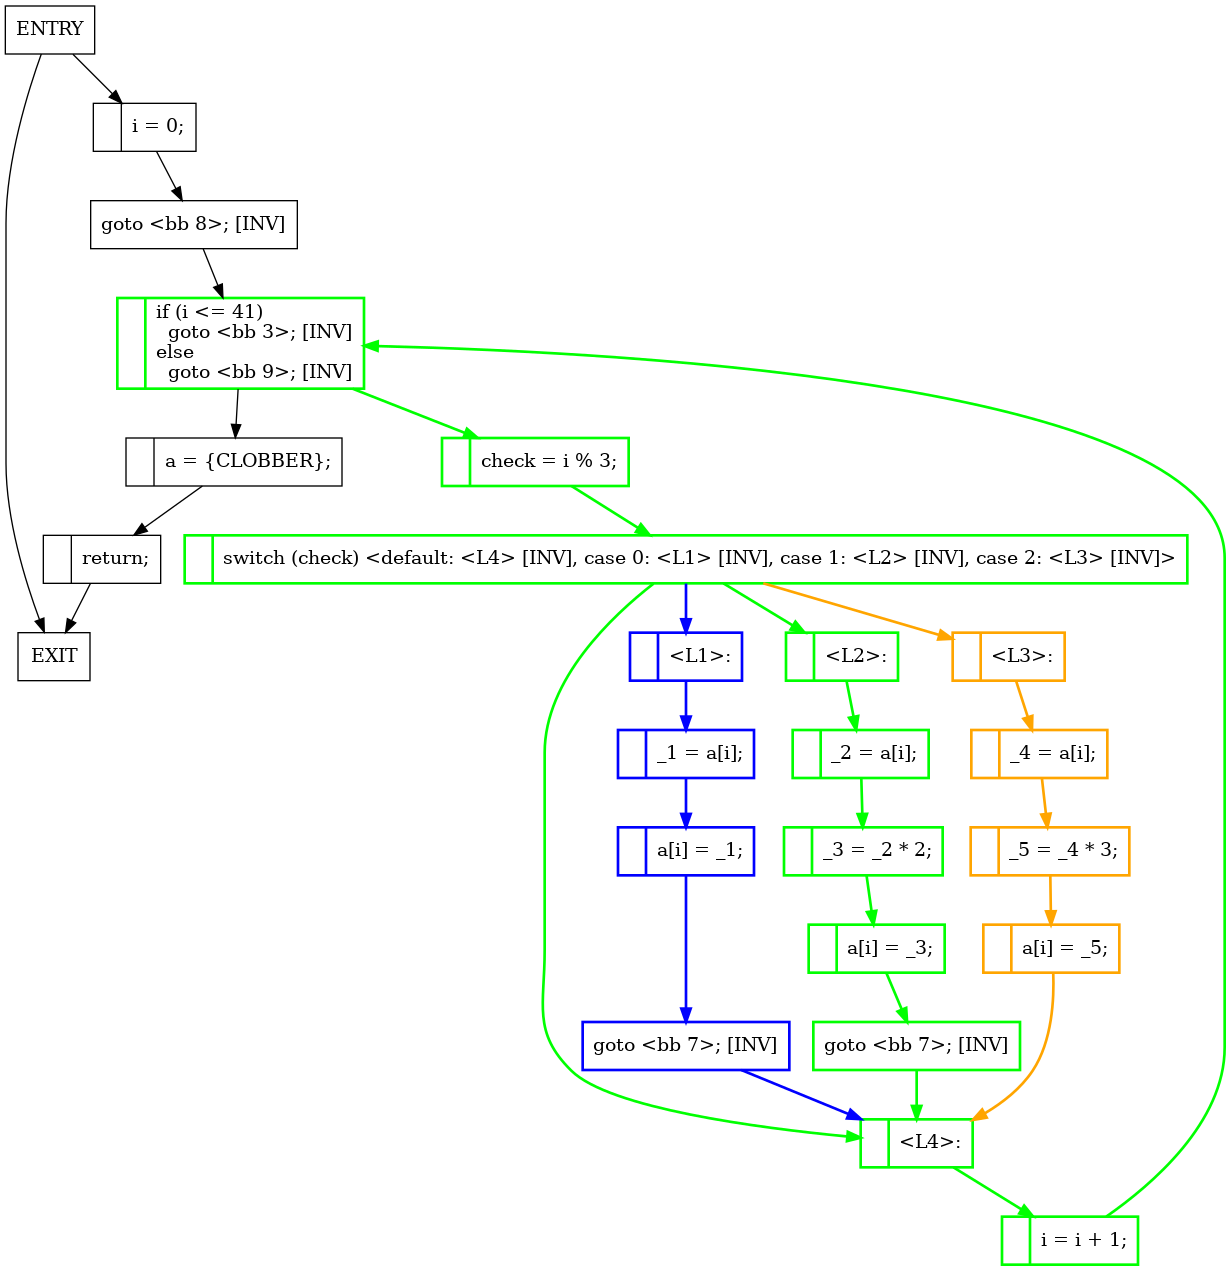 ENTRY
i = 0;
goto <bb 8>; [INV]
if (i <= 41)
goto <bb 3>; [INV]
else
goto <bb 9>; [INV]
a = {CLOBBER};
check = i % 3;
return;
switch (check) <default: <L4> [INV], case 0: <L1> [INV], case 1: <L2> [INV], case 2: <L3> [INV]>
EXIT
<L1>:
<L2>:
<L3>:
_1 = a[i];
_2 = a[i];
_4 = a[i];
a[i] = _1;
_3 = _2 * 2;
_5 = _4 * 3;
a[i] = _3;
a[i] = _5;
goto <bb 7>; [INV]
goto <bb 7>; [INV]
<L4>:
i = i + 1;